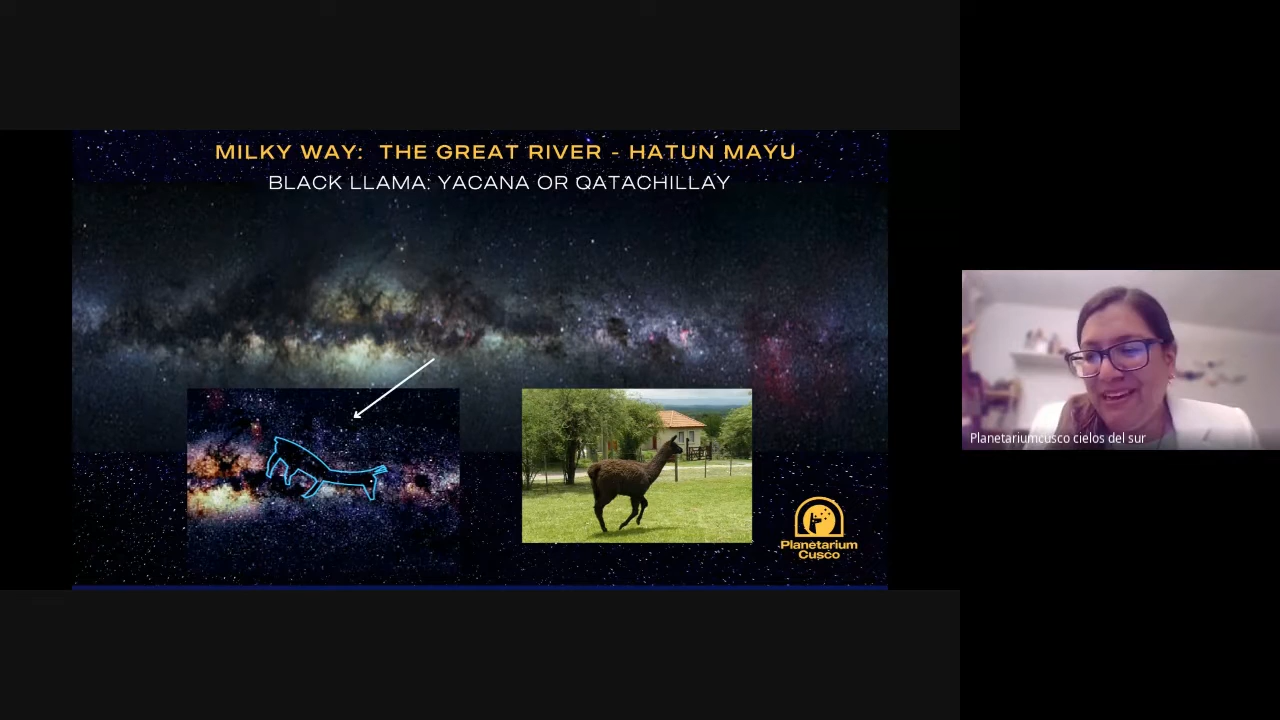 MILKY WAY: THE GREAT RIVER - HATUN MAYU
BLACK LLAMA: YACANA OR QATACHILLAY
Planetarium
Cusco
Planetariumcusco cielos del sur